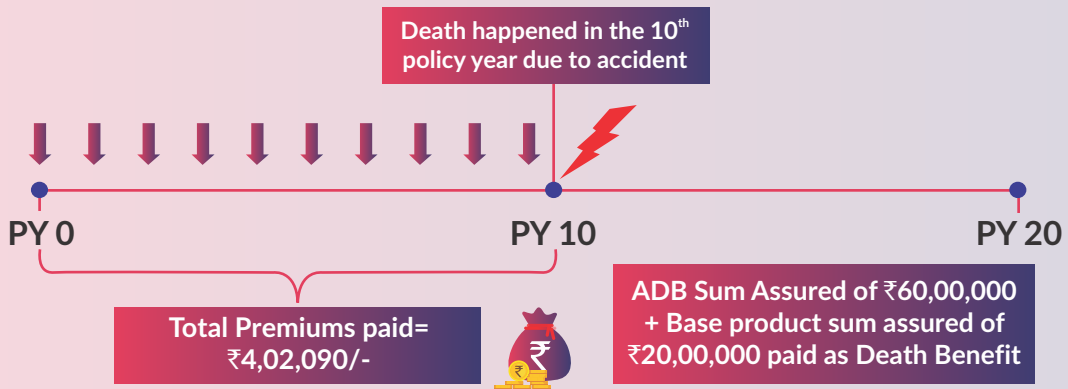 Death happened in the 10th
policy year due to accident
PY 0
PY 10
PY 20
Total Premiums paid=
₹4,02,090/-
₹
₹
ADB Sum Assured of ₹60,00,000
+ Base product sum assured of
₹20,00,000 paid as Death Benefit